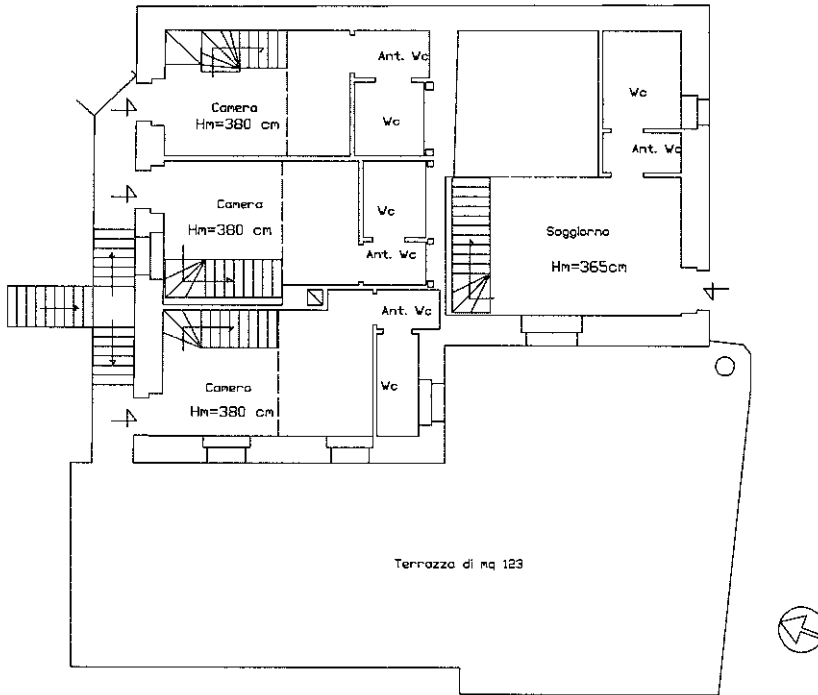 Ant. Wc
Camera
Hm=380 cm
Wc
Wc
Ant. Wc
Camera
Hm=380 cm
Wc
Ant. Wc
Soggiorno
Hm=365cm
Ant. Wc
Camera
Hm=380 cm
Wc
Terrazza di mq 123